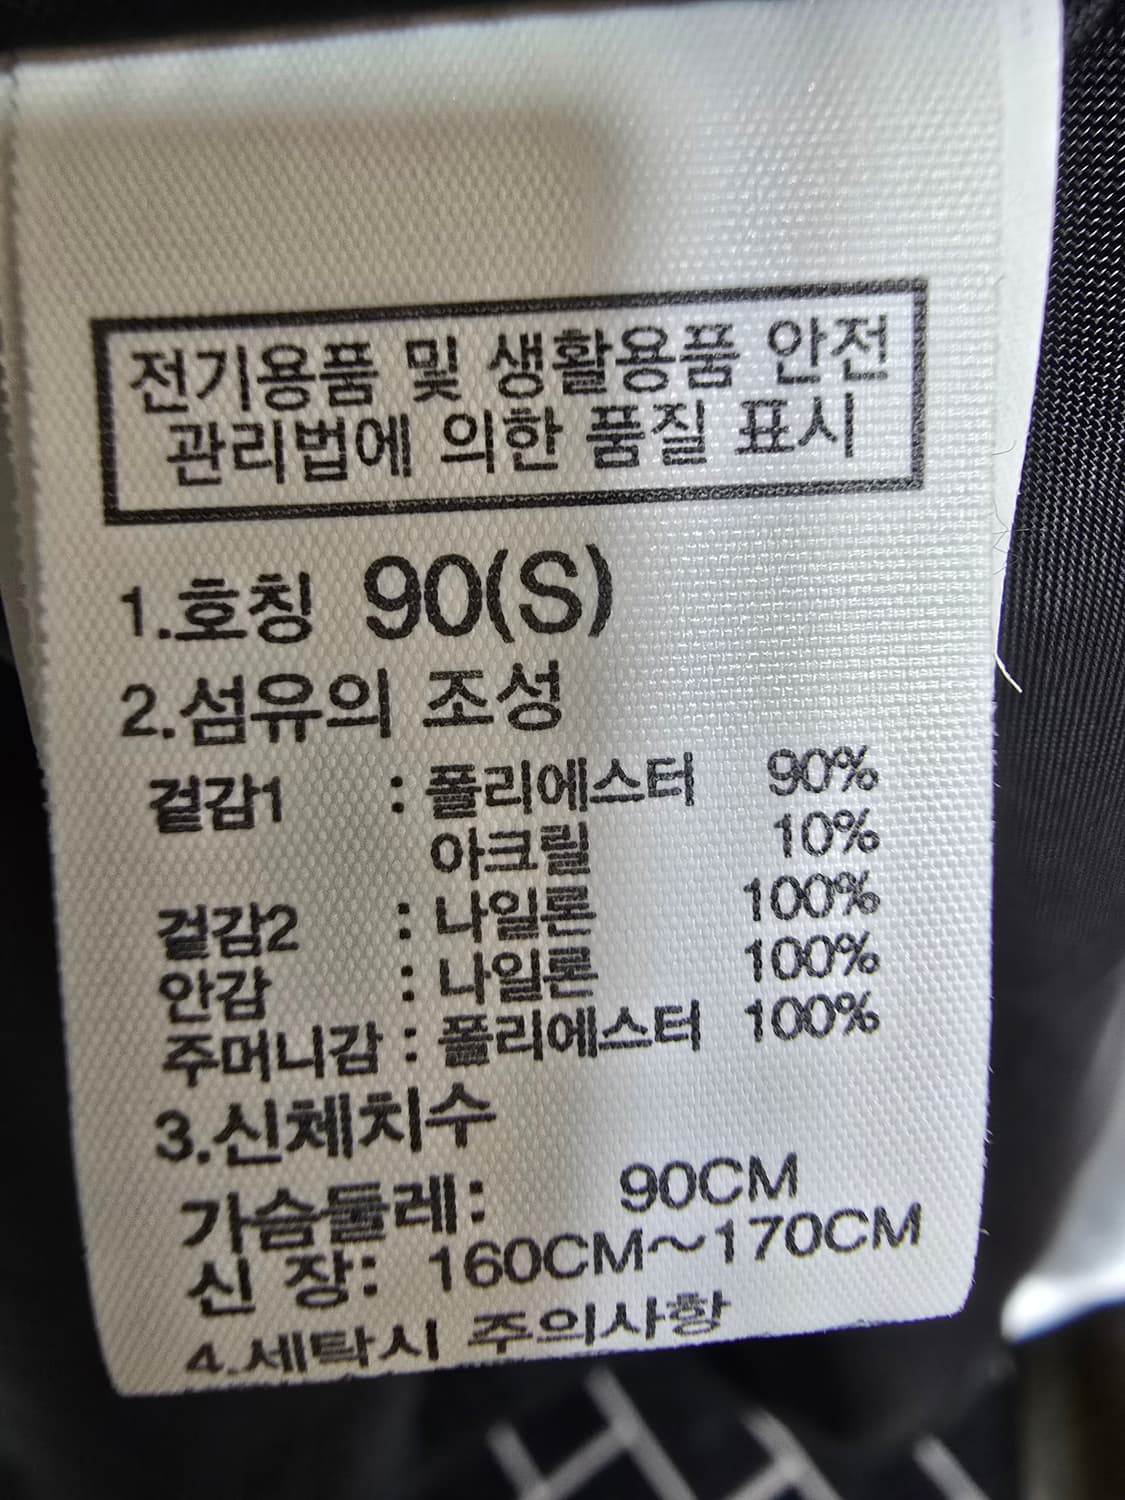 전기용품 및 생활용품 안전
관리법에 의한 품질 표시
1.호칭 90(S)
2.섬유의 조성
겉감1 : 폴리에스터 90%
아크릴 10%
겉감2 : 나일론 100%
안감 : 나일론 100%
주머니감 : 폴리에스터 100%
3.신체치수
가슴둘레: 90CM
신 장: 160CM~170CM
4.세탁시 주의사항